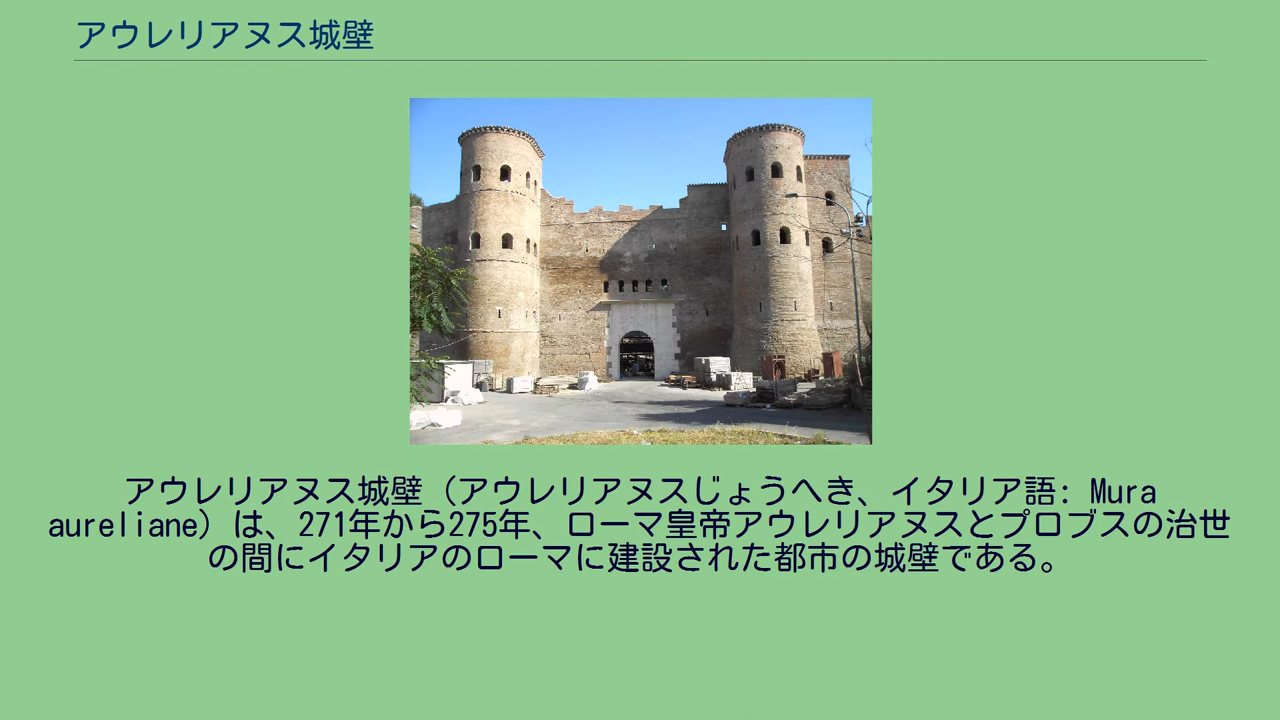 アウレリアヌス城壁
アウレリアヌス城壁（アウレリアヌスじょうへき、イタリア語: Mura
aureliane）は、271年から275年、ローマ皇帝アウレリアヌスとプロブスの治世
の間にイタリアのローマに建設された都市の城壁である。